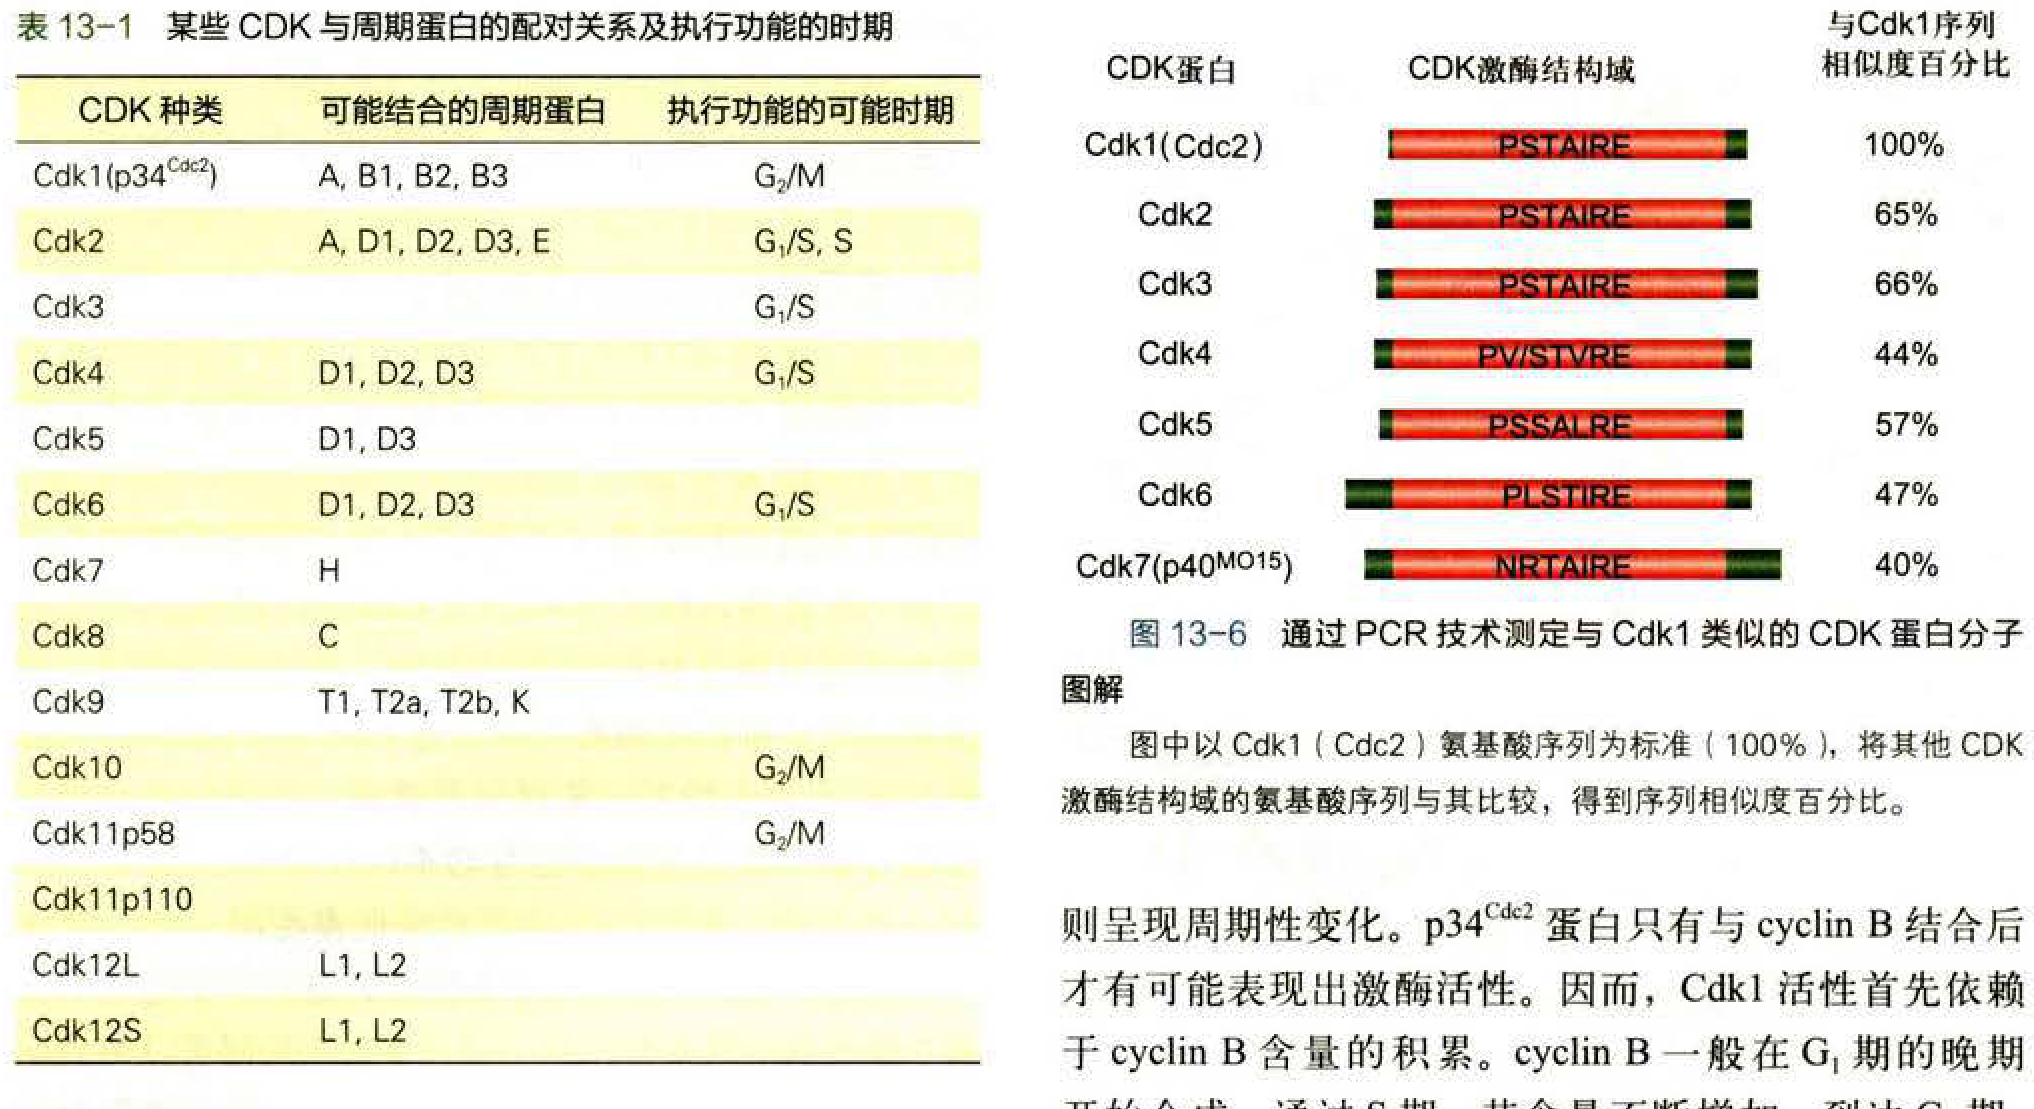 表 13-1 某些 CDK 与周期蛋白的配对关系及执行功能的时期
CDK 种类 可能结合的周期蛋白 执行功能的可能时期
Cdk1(p34^Cdc2) A, B1, B2, B3 G₂/M
Cdk2 A, D1, D2, D3, E G₁/S, S
Cdk3 G₁/S
Cdk4 D1, D2, D3 G₁/S
Cdk5 D1, D3
Cdk6 D1, D2, D3 G₁/S
Cdk7 H
Cdk8 C
Cdk9 T1, T2a, T2b, K
Cdk10 G₂/M
Cdk11p58 G₂/M
Cdk11p110
Cdk12L L1, L2
Cdk12S L1, L2
与Cdk1序列
CDK蛋白 CDK激酶结构域 相似度百分比
Cdk1(Cdc2) PSTAIRE 100%
Cdk2 PSTAIRE 65%
Cdk3 PSTAIRE 66%
Cdk4 PV/STVRE 44%
Cdk5 PSSALRE 57%
Cdk6 PLSTIRE 47%
Cdk7(p40^MO15) NRTAIRE 40%
图 13-6 通过 PCR 技术测定与 Cdk1 类似的 CDK 蛋白分子
图解
图中以 Cdk1（Cdc2）氨基酸序列为标准（100%），将其他 CDK
激酶结构域的氨基酸序列与其比较，得到序列相似度百分比。
则呈现周期性变化。p34^Cdc2 蛋白只有与 cyclin B 结合后
才有可能表现出激酶活性。因而，Cdk1 活性首先依赖
于 cyclin B 含量的积累。cyclin B 一般在 G₁ 期的晚期